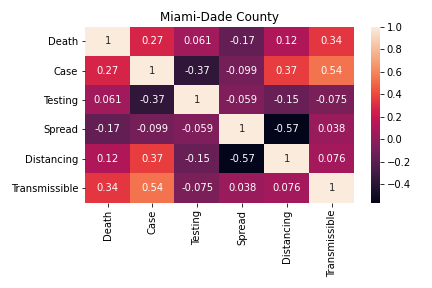 Miami-Dade County
Death 1 0.27 0.061 -0.17 0.12 0.34
Case 0.27 1 -0.37 -0.099 0.37 0.54
Testing 0.061 -0.37 1 -0.059 -0.15 -0.075
Spread -0.17 -0.099 -0.059 1 -0.57 0.038
Distancing 0.12 0.37 -0.15 -0.57 1 0.076
Transmissible 0.34 0.54 -0.075 0.038 0.076 1
Death Case Testing Spread Distancing Transmissible
1.0
0.8
0.6
0.4
0.2
0.0
−0.2
−0.4